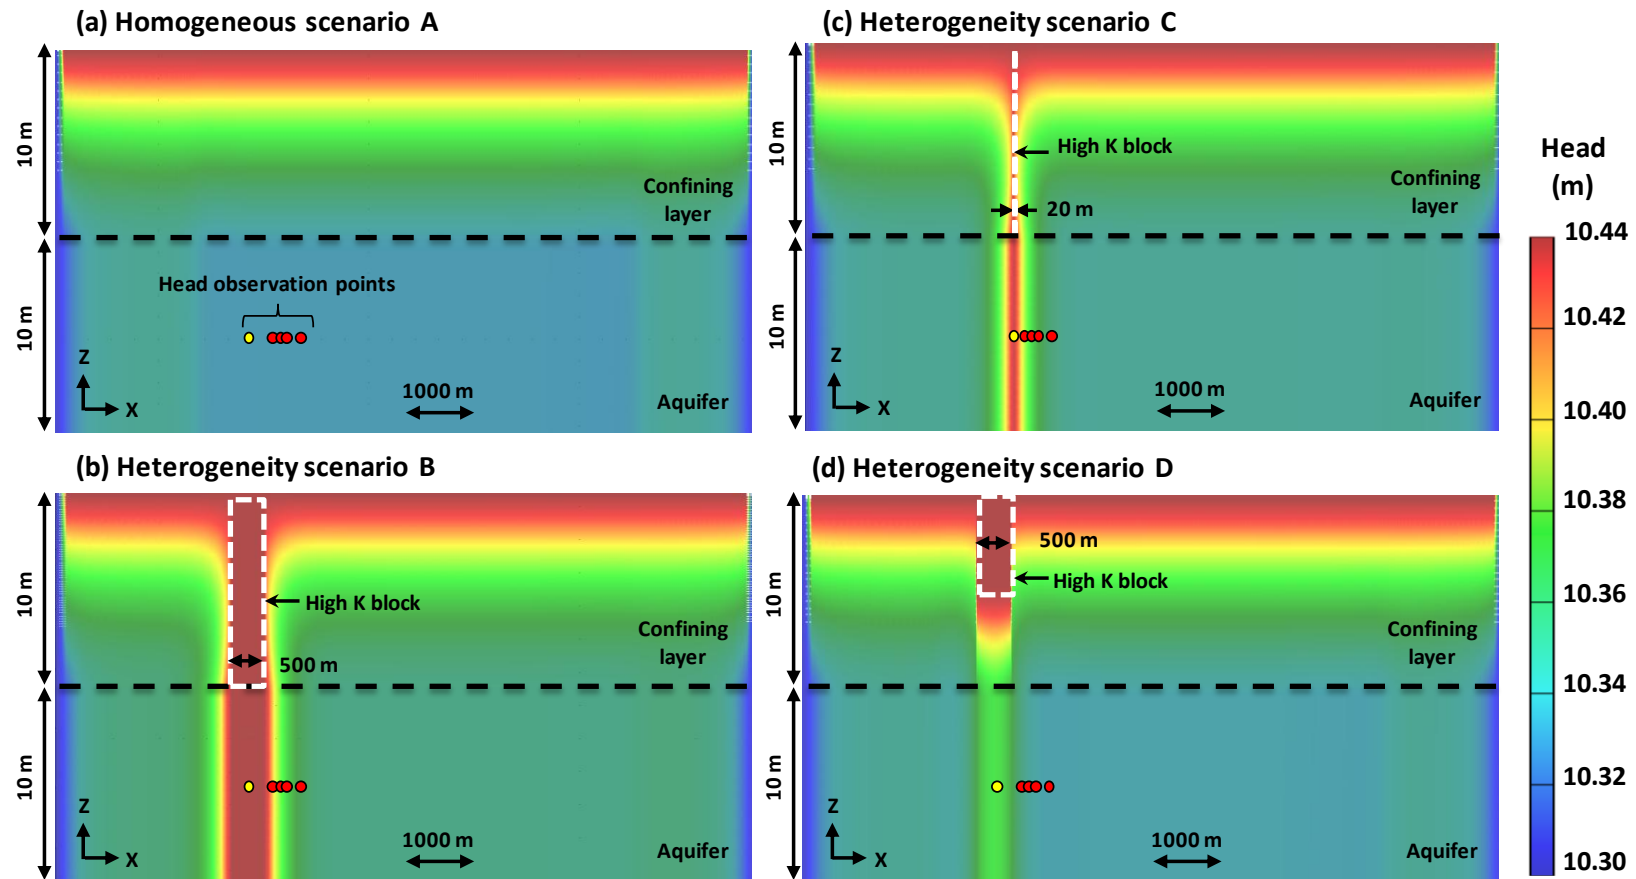 (a) Homogeneous scenario A
10 m
Confining
layer
10 m
Head observation points
Z
X
1000 m
Aquifer
(c) Heterogeneity scenario C
10 m
High K block
Confining
layer
20 m
10 m
Z
X
1000 m
Aquifer
(b) Heterogeneity scenario B
10 m
High K block
Confining
layer
500 m
10 m
Z
X
1000 m
Aquifer
(d) Heterogeneity scenario D
10 m
500 m
High K block
Confining
layer
10 m
Z
X
1000 m
Aquifer
Head
(m)
10.44
10.42
10.40
10.38
10.36
10.34
10.32
10.30